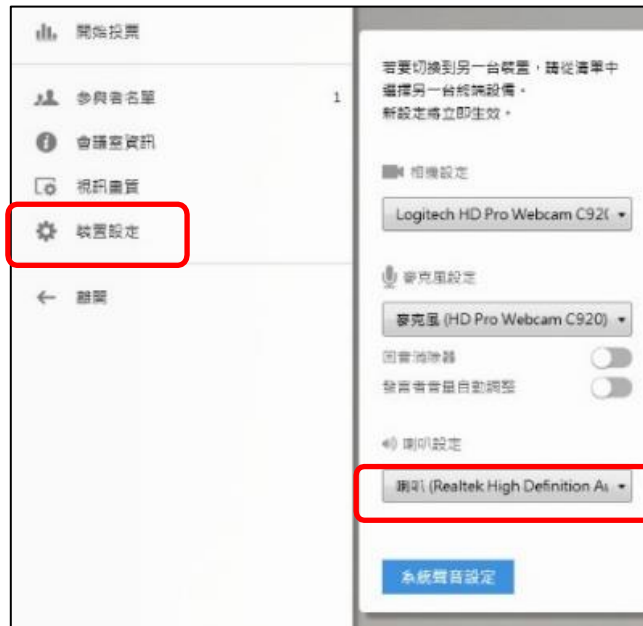 開始投票
參與者名單 1
會議室資訊
視訊畫質
裝置設定
離開
若要切換到另一台裝置，請從清單中
選擇另一台終端設備。
新設定將立即生效。
相機設定
Logitech HD Pro Webcam C920
麥克風設定
麥克風 (HD Pro Webcam C920)
回音消除器
發言者音量自動調整
喇叭設定
喇叭 (Realtek High Definition Au
系統聲音設定